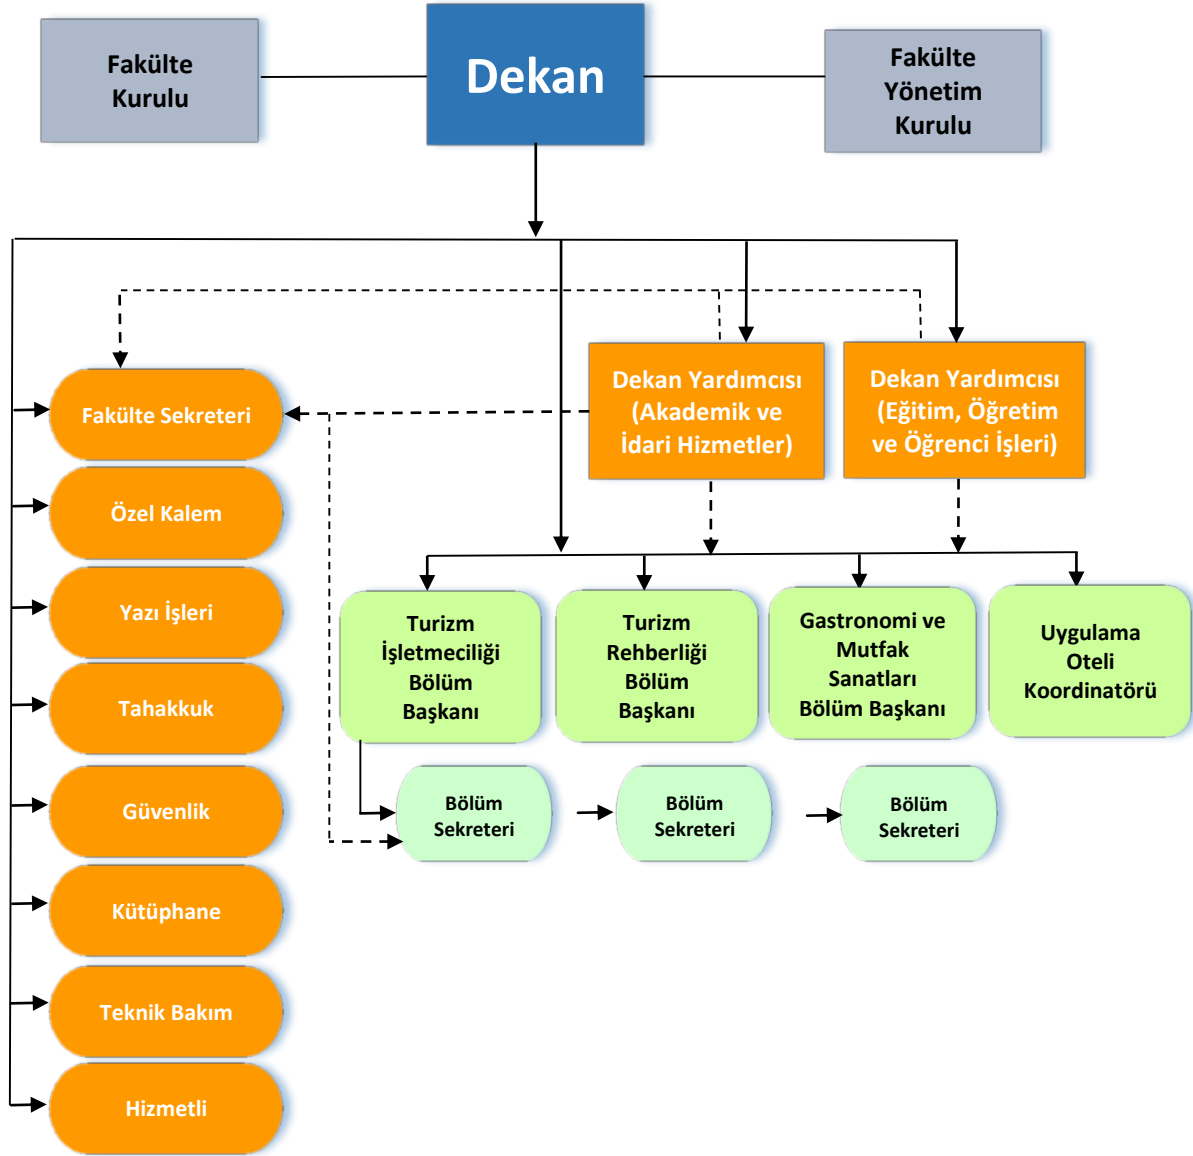 Fakülte
Kurulu
Dekan
Fakülte
Yönetim
Kurulu
Dekan Yardımcısı
(Akademik ve
İdari Hizmetler)
Dekan Yardımcısı
(Eğitim, Öğretim
ve Öğrenci İşleri)
Fakülte Sekreteri
Özel Kalem
Yazı İşleri
Tahakkuk
Güvenlik
Kütüphane
Teknik Bakım
Hizmetli
Turizm
İşletmeciliği
Bölüm
Başkanı
Turizm
Rehberliği
Bölüm
Başkanı
Gastronomi ve
Mutfak
Sanatları
Bölüm Başkanı
Uygulama
Oteli
Koordinatörü
Bölüm
Sekreteri
Bölüm
Sekreteri
Bölüm
Sekreteri